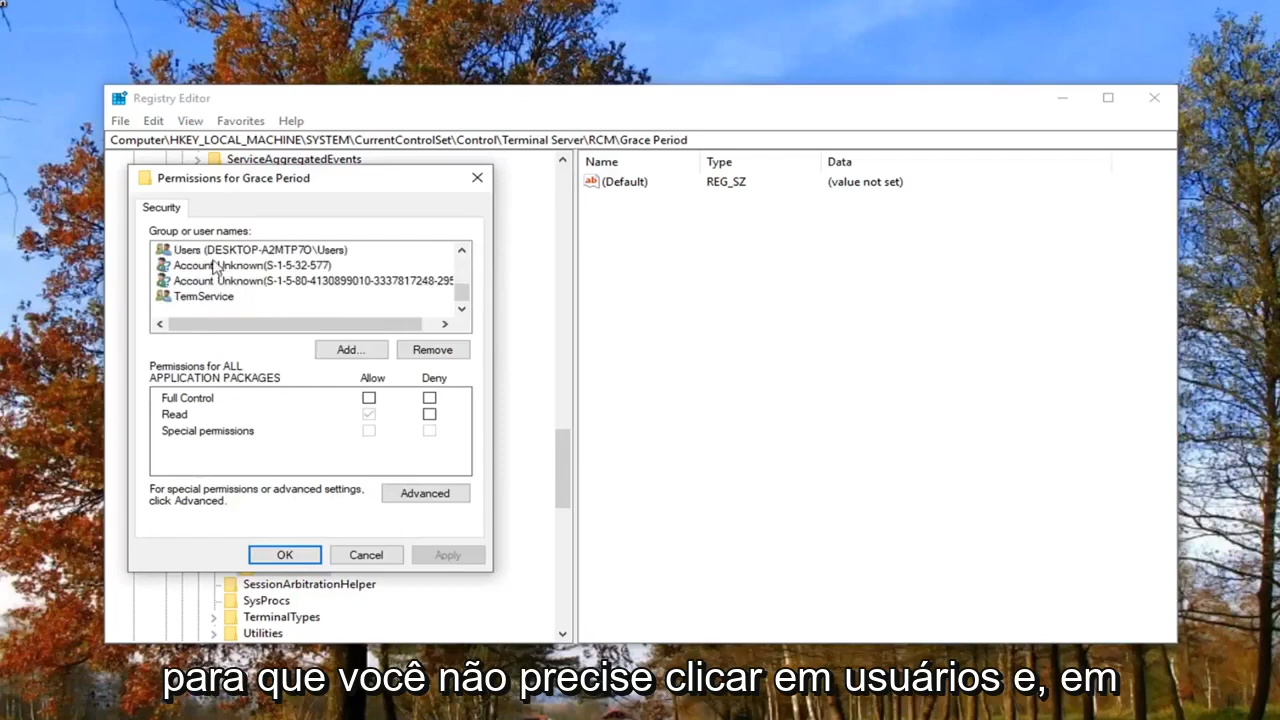 Registry Editor
File Edit View Favorites Help
Computer\HKEY_LOCAL_MACHINE\SYSTEM\CurrentControlSet\Control\Terminal Server\RCM\Grace Period
ServiceAggregatedEvents
Name Type Data
(Default) REG_SZ (value not set)
Permissions for Grace Period
Security
Group or user names:
Users (DESKTOP-A2MTP7O\Users)
Account Unknown(S-1-5-32-577)
Account Unknown(S-1-5-80-4130899010-3337817248-295
TermService
Add... Remove
Permissions for ALL
APPLICATION PACKAGES Allow Deny
Full Control
Read
Special permissions
For special permissions or advanced settings,
click Advanced.
Advanced
OK Cancel Apply
SessionArbitrationHelper
SysProcs
TerminalTypes
Utilities
para que você não precise clicar em usuários e, em